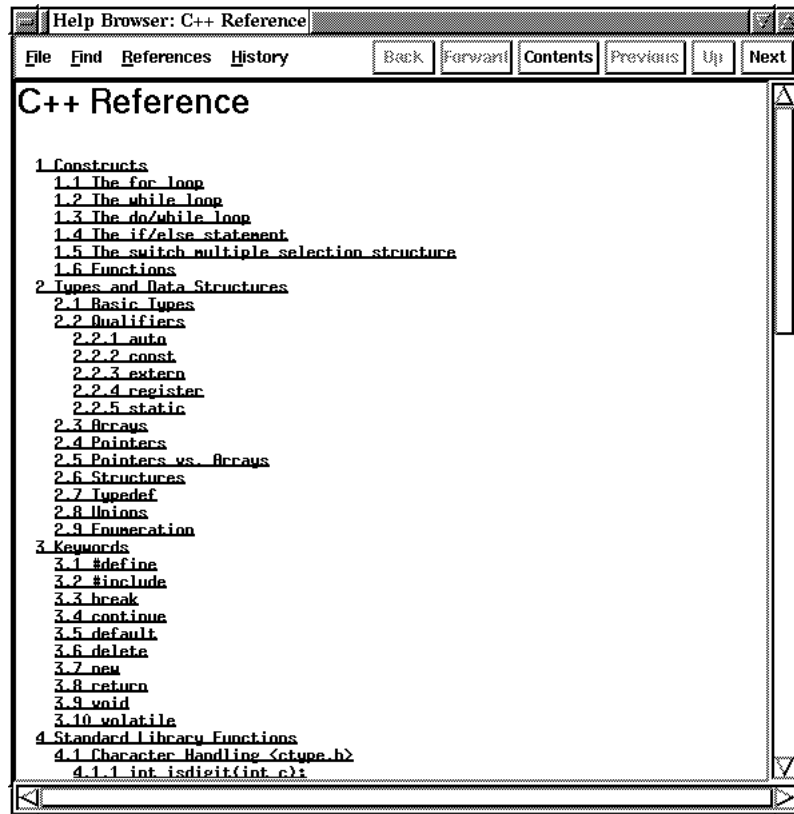 Help Browser: C++ Reference
File Find References History Back Forward Contents Previous Up Next
C++ Reference
1 Constructs
1.1 The for loop
1.2 The while loop
1.3 The do/while loop
1.4 The if/else statement
1.5 The switch multiple selection structure
1.6 Functions
2 Types and Data Structures
2.1 Basic Types
2.2 Qualifiers
2.2.1 auto
2.2.2 const
2.2.3 extern
2.2.4 register
2.2.5 static
2.3 Arrays
2.4 Pointers
2.5 Pointers vs. Arrays
2.6 Structures
2.7 Typedef
2.8 Unions
2.9 Enumeration
3 Keywords
3.1 #define
3.2 #include
3.3 break
3.4 continue
3.5 default
3.6 delete
3.7 new
3.8 return
3.9 void
3.10 volatile
4 Standard Library Functions
4.1 Character Handling <ctype.h>
4.1.1 int isdigit(int c);